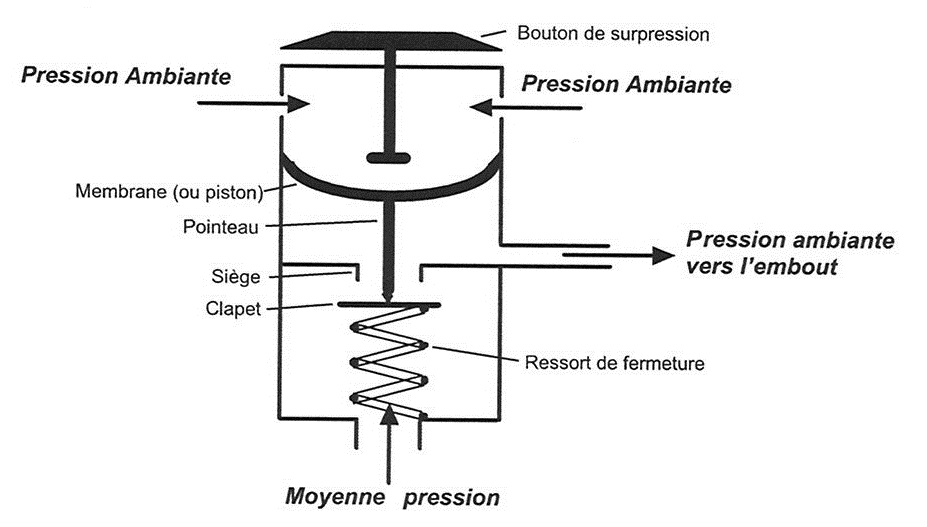 Bouton de surpression
Pression Ambiante
Pression Ambiante
Membrane (ou piston)
Pointeau
Pression ambiante
vers l'embout
Siège
Clapet
Ressort de fermeture
Moyenne pression